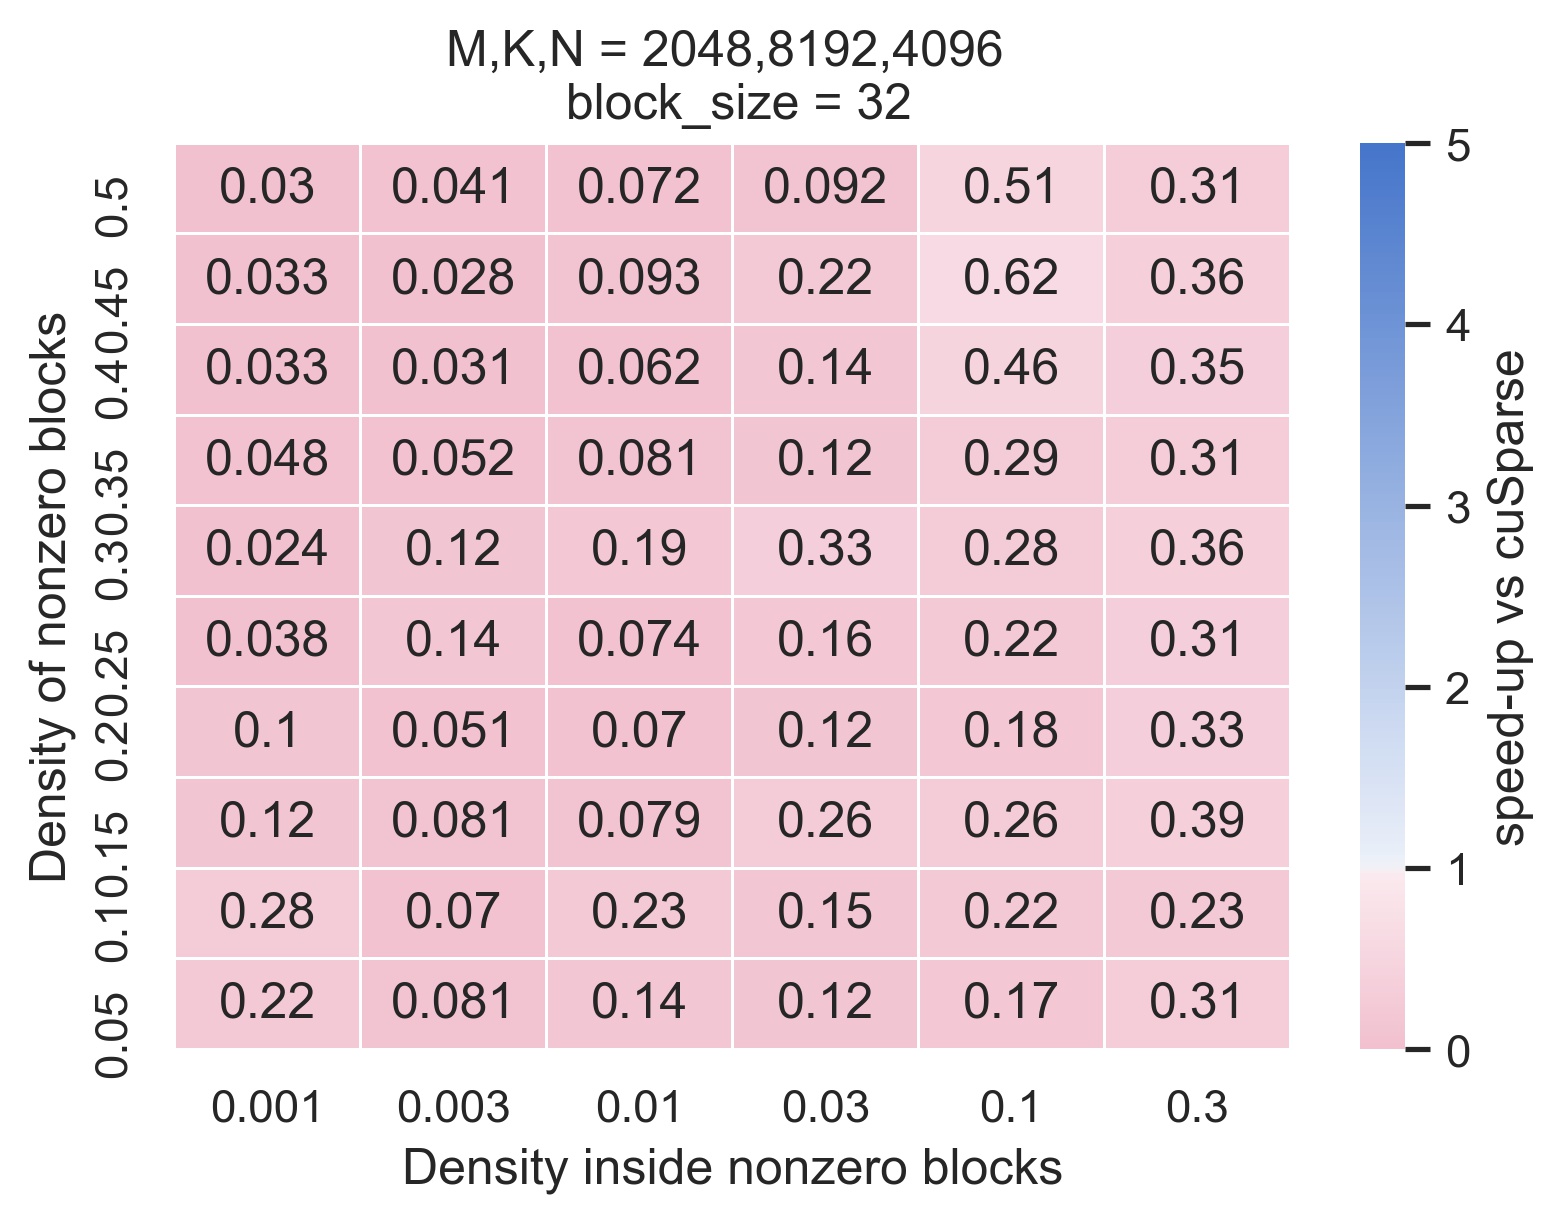 M,K,N = 2048,8192,4096
block_size = 32
Density of nonzero blocks
0.5 0.03 0.041 0.072 0.092 0.51 0.31
0.45 0.033 0.028 0.093 0.22 0.62 0.36
0.4 0.033 0.031 0.062 0.14 0.46 0.35
0.35 0.048 0.052 0.081 0.12 0.29 0.31
0.3 0.024 0.12 0.19 0.33 0.28 0.36
0.25 0.038 0.14 0.074 0.16 0.22 0.31
0.2 0.1 0.051 0.07 0.12 0.18 0.33
0.15 0.12 0.081 0.079 0.26 0.26 0.39
0.1 0.28 0.07 0.23 0.15 0.22 0.23
0.05 0.22 0.081 0.14 0.12 0.17 0.31
0.001 0.003 0.01 0.03 0.1 0.3
Density inside nonzero blocks
5
4
3
2
1
0
speed-up vs cuSparse